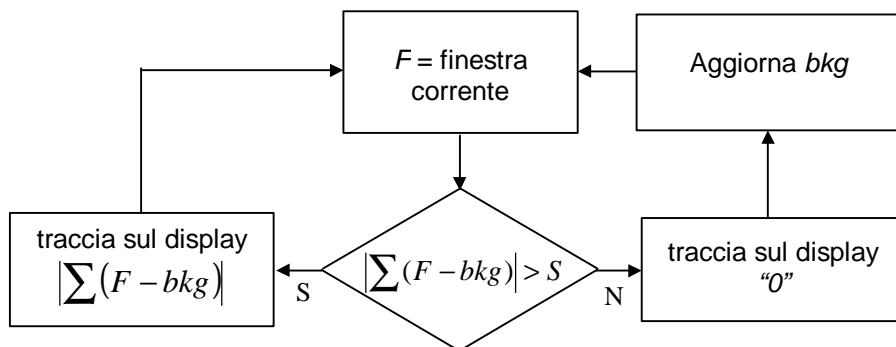 F = finestra
corrente
Aggiorna bkg
traccia sul display
|∑(F − bkg)|
S
|∑(F − bkg)| > S
N
traccia sul display
“0”